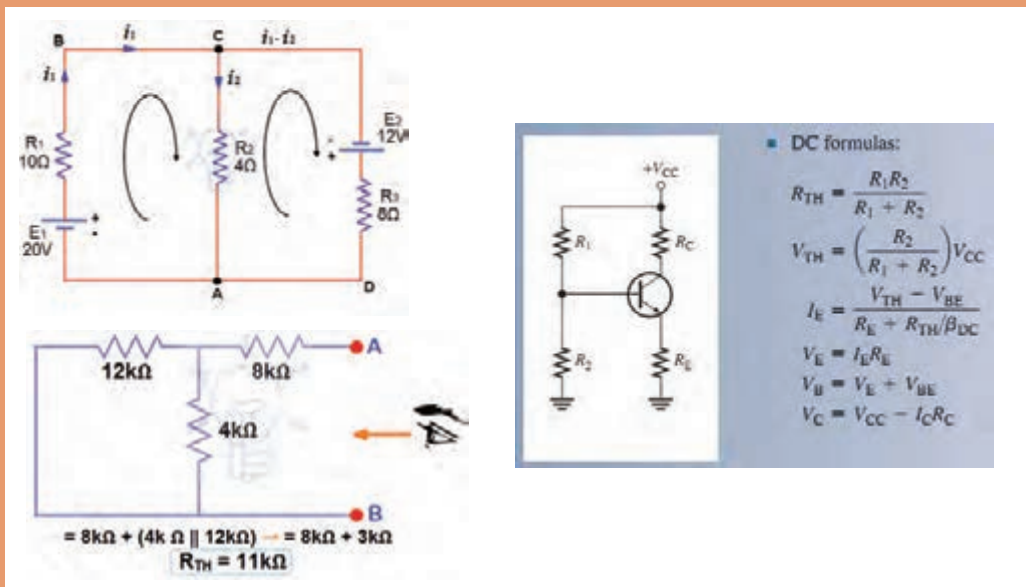 B i₁ C i₁-i₂
i₁ i₂
R₁
10Ω
R₂
4Ω
E₂
12V
- +
R₃
8Ω
E₁
20V
+ -
A D
12kΩ 8kΩ A
4kΩ
B
= 8kΩ + (4k Ω || 12kΩ) → = 8kΩ + 3kΩ
R_TH = 11kΩ
+V_CC
R₁ R_C
R₂ R_E
■ DC formulas:
R_TH = R₁R₂ / (R₁ + R₂)
V_TH = (R₂ / (R₁ + R₂)) V_CC
I_E = (V_TH − V_BE) / (R_E + R_TH/β_DC)
V_E = I_E R_E
V_B = V_E + V_BE
V_C = V_CC − I_C R_C